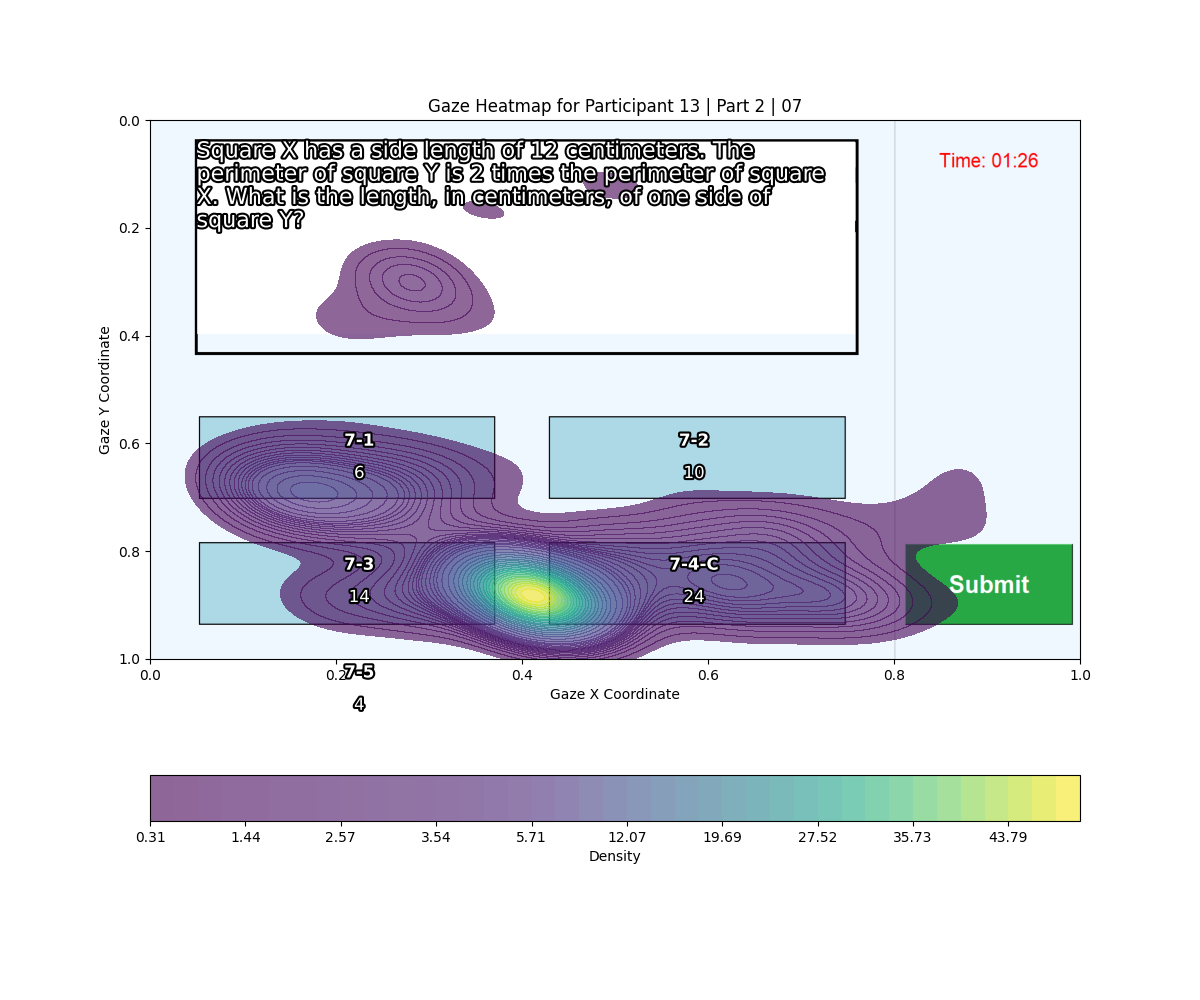 Gaze Heatmap for Participant 13 | Part 2 | 07
Square X has a side length of 12 centimeters. The
perimeter of square Y is 2 times the perimeter of square
X. What is the length, in centimeters, of one side of
square Y?
Time: 01:26
7-1
6
7-2
10
7-3
14
7-4-C
24
Submit
7-5
4
0.0
0.2
0.4
0.6
0.8
1.0
Gaze Y Coordinate
0.0 0.2 0.4 0.6 0.8 1.0
Gaze X Coordinate
0.31 1.44 2.57 3.54 5.71 12.07 19.69 27.52 35.73 43.79
Density